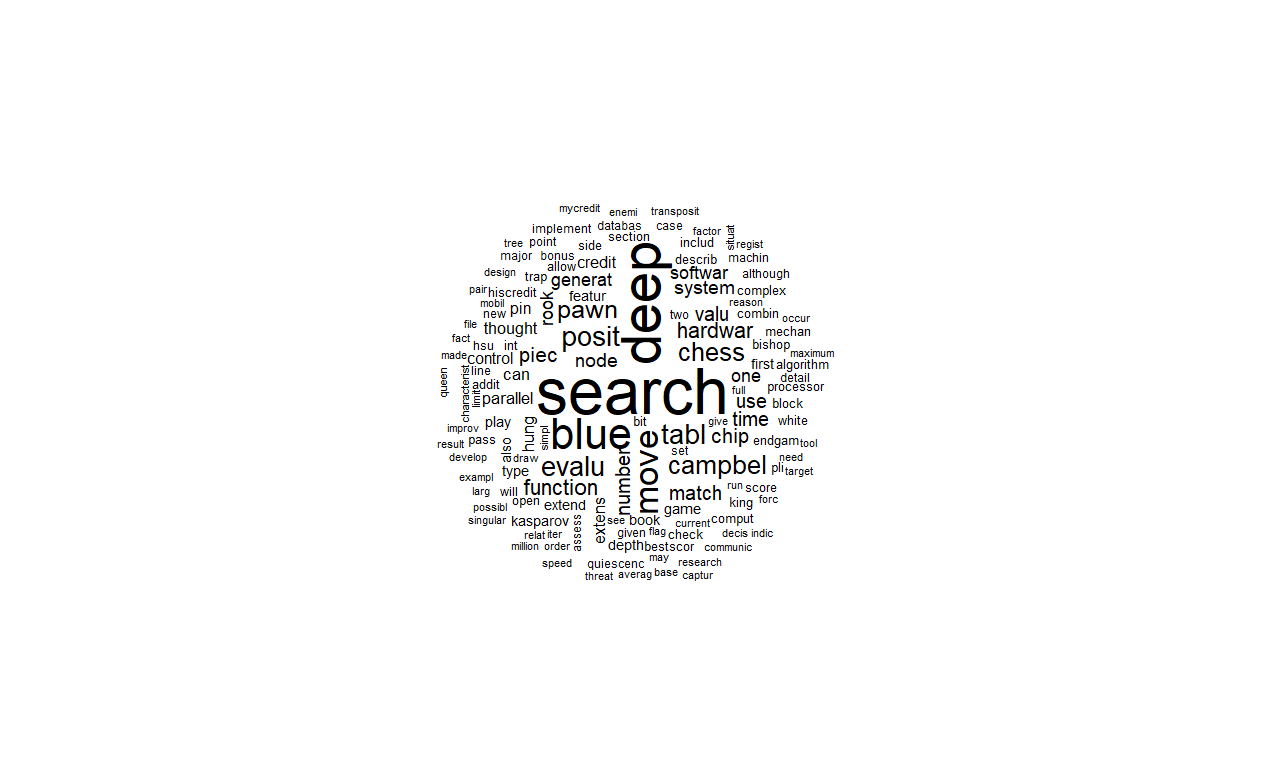 mycredit enemi transposit
implement databas case factor situat
tree point side section includ regist
major bonus allow credit deep describ machin
design trap generat softwar although
pair hiscredit featur system complex
mobil new pin rook pawn two valu combin reason occur
file thought posit hardwar mechan
fact hsu int chess bishop maximum
made control piec node first algorithm
queen characterist line can one detail
limit addit search full processor
parallel use block
improv play hung simpl blue bit tabl give time white
result pass also move chip endgam tool
develop draw number set need
exampl type evalu campbel pli target
larg will function match run score
possibl open extend extens game king forc
singular kasparov assess see book current comput
relat iter given flag check decis indic
million order depth bestscor communic
speed quiescenc may research
threat averag base captur